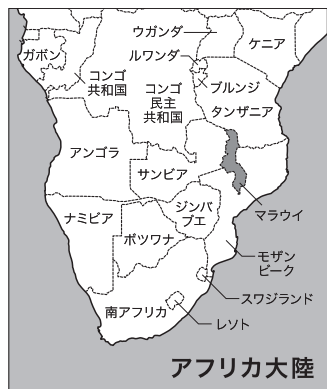 ウガンダ
ルワンダ
ケニア
ガボン
コンゴ
共和国
コンゴ
民主
共和国
ブルンジ
タンザニア
アンゴラ
ザンビア
マラウイ
ナミビア
ジンバ
ブエ
ボツワナ
モザン
ビーク
スワジランド
南アフリカ
レソト
アフリカ大陸